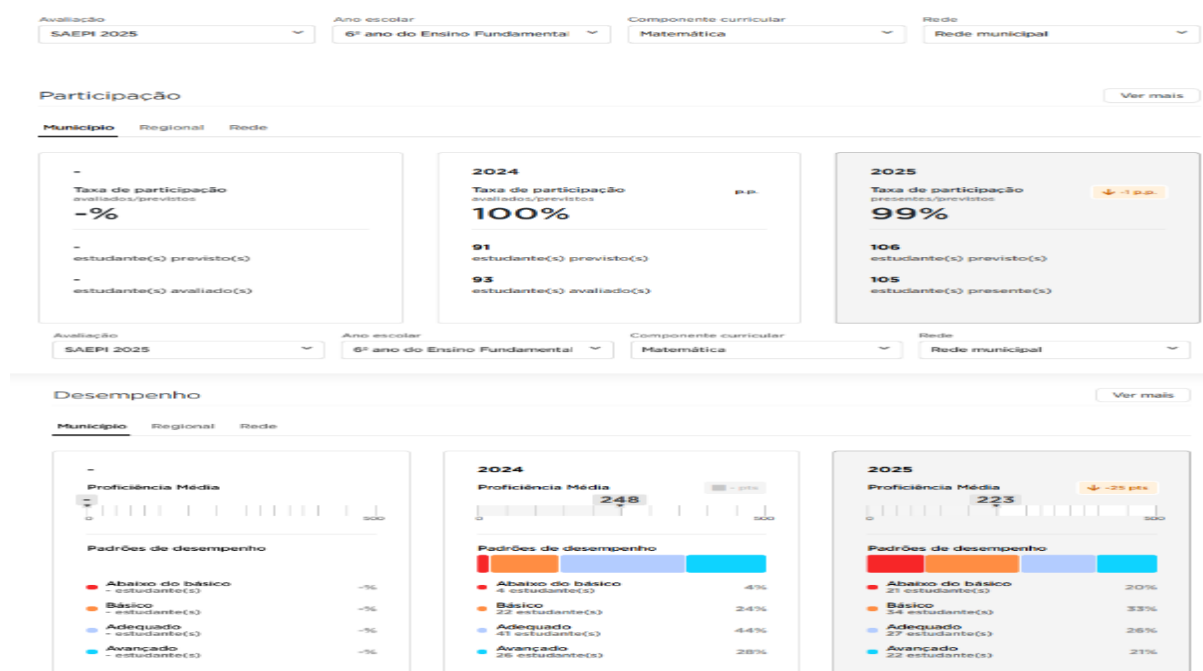 Avaliação Ano escolar Componente curricular Rede
SAEPI 2025 6º ano do Ensino Fundamental Matemática Rede municipal
Participação Ver mais
Município Regional Rede
-
Taxa de participação
avaliados/previstos
-%
-
estudante(s) previsto(s)
-
estudante(s) avaliado(s)
2024
Taxa de participação p.p.
avaliados/previstos
100%
91
estudante(s) previsto(s)
93
estudante(s) avaliado(s)
2025
Taxa de participação -1 p.p.
presentes/previstos
99%
106
estudante(s) previsto(s)
105
estudante(s) presente(s)
Avaliação Ano escolar Componente curricular Rede
SAEPI 2025 6º ano do Ensino Fundamental Matemática Rede municipal
Desempenho Ver mais
Município Regional Rede
-
Proficiência Média
-
0 500
Padrões de desempenho
Abaixo do básico -%
- estudante(s)
Básico -%
- estudante(s)
Adequado -%
- estudante(s)
Avançado -%
- estudante(s)
2024
Proficiência Média - pts
248
0 500
Padrões de desempenho
Abaixo do básico 4%
4 estudante(s)
Básico 24%
22 estudante(s)
Adequado 44%
41 estudante(s)
Avançado 28%
26 estudante(s)
2025
Proficiência Média -25 pts
223
0 500
Padrões de desempenho
Abaixo do básico 20%
21 estudante(s)
Básico 33%
34 estudante(s)
Adequado 26%
27 estudante(s)
Avançado 21%
22 estudante(s)